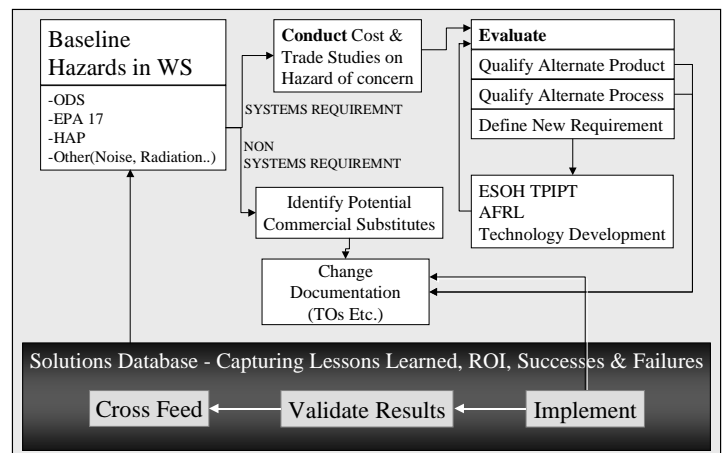 Baseline
Hazards in WS
-ODS
-EPA 17
-HAP
-Other(Noise, Radiation..)
SYSTEMS REQUIREMNT
NON
SYSTEMS REQUIREMNT
Conduct Cost &
Trade Studies on
Hazard of concern
Evaluate
Qualify Alternate Product
Qualify Alternate Process
Define New Requirement
ESOH TPIPT
AFRL
Technology Development
Identify Potential
Commercial Substitutes
Change
Documentation
(TOs Etc.)
Solutions Database - Capturing Lessons Learned, ROI, Successes & Failures
Cross Feed
Validate Results
Implement